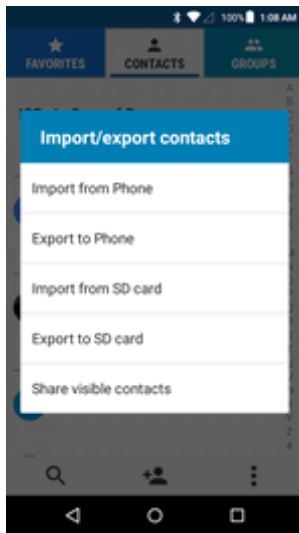 100% 1:08 AM
FAVORITES CONTACTS GROUPS
A
B
Import/export contacts
Import from Phone
Export to Phone
Import from SD card
Export to SD card
Share visible contacts
Z